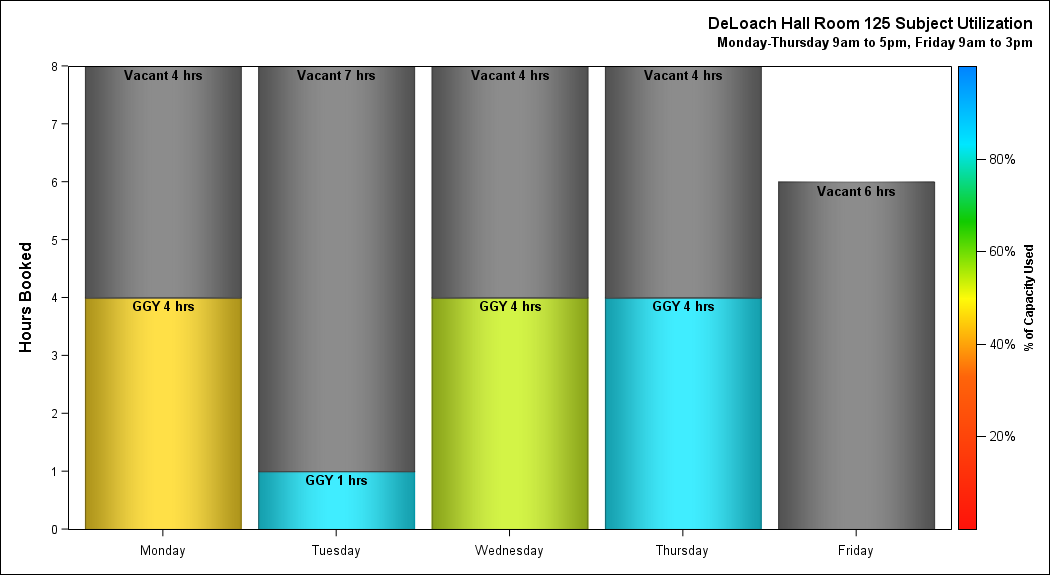 DeLoach Hall Room 125 Subject Utilization
Monday-Thursday 9am to 5pm, Friday 9am to 3pm
Hours Booked
8
7
6
5
4
3
2
1
0
Vacant 4 hrs
Vacant 7 hrs
Vacant 4 hrs
Vacant 4 hrs
Vacant 6 hrs
GGY 4 hrs
GGY 1 hrs
GGY 4 hrs
GGY 4 hrs
Monday
Tuesday
Wednesday
Thursday
Friday
80%
60%
40%
20%
% of Capacity Used